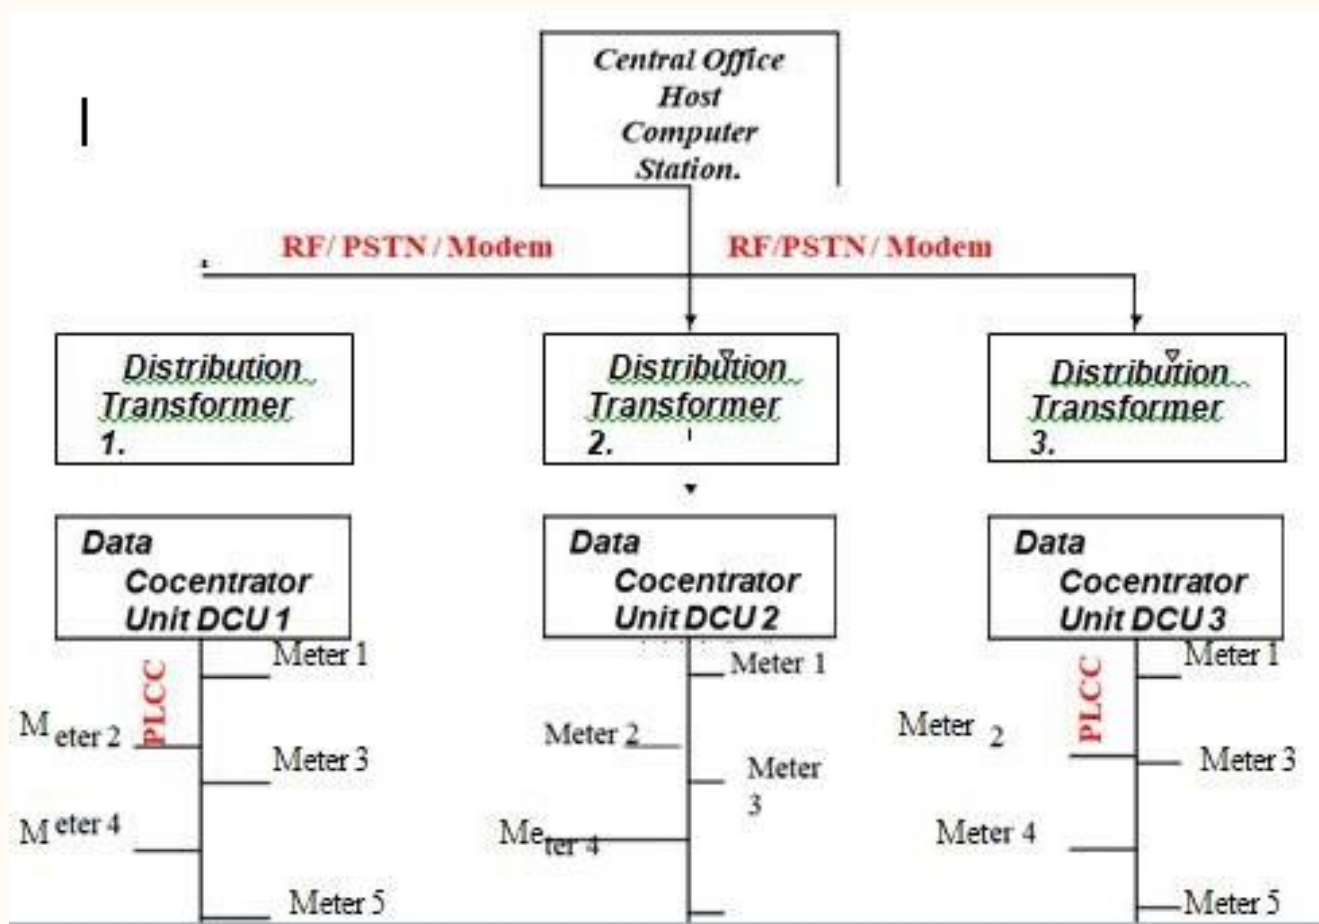 Central Office
Host
Computer
Station.
RF/ PSTN / Modem
RF/PSTN/ Modem
Distribution
Transformer
1.
Distribution
Transformer
2.
Distribution
Transformer
3.
Data
Cocentrator
Unit DCU 1
Data
Cocentrator
Unit DCU 2
Data
Cocentrator
Unit DCU 3
PLCC
Meter 1
Meter 2
Meter 3
Meter 4
Meter 5
Meter 1
Meter 2
Meter
3
Meter 4
PLCC
Meter 1
Meter 2
Meter 3
Meter 4
Meter 5